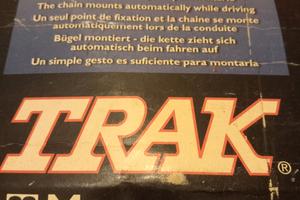 The chain mounts automatically while driving
Un seul point de fixation et la chaine se monte
automatiquement lors de la conduite
Bügel montiert - die kette zieht sich
automatisch beim fahren auf
Un simple gesto es suficiente para montarla
TRAK®